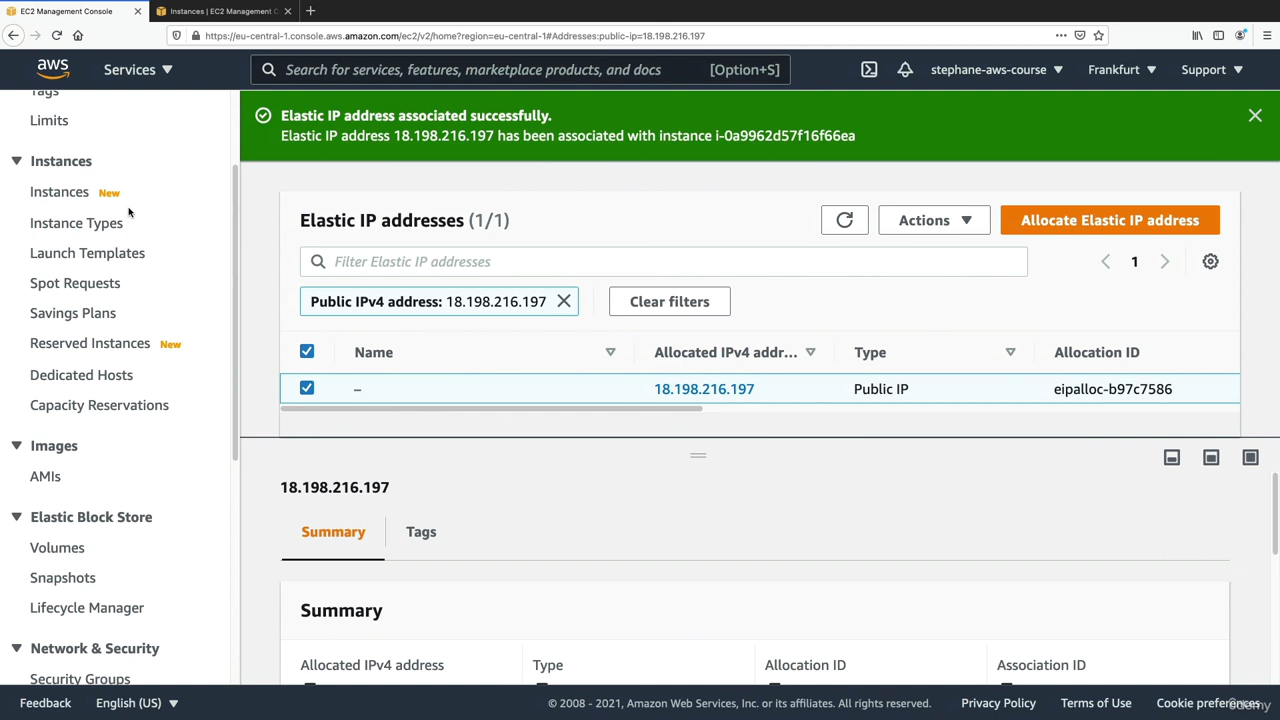 EC2 Management Console
Instances | EC2 Management C
https://eu-central-1.console.aws.amazon.com/ec2/v2/home?region=eu-central-1#Addresses:public-ip=18.198.216.197
aws
Services
Search for services, features, marketplace products, and docs
[Option+S]
stephane-aws-course
Frankfurt
Support
Tags
Limits
Instances
Instances New
Instance Types
Launch Templates
Spot Requests
Savings Plans
Reserved Instances New
Dedicated Hosts
Capacity Reservations
Images
AMIs
Elastic Block Store
Volumes
Snapshots
Lifecycle Manager
Network & Security
Security Groups
Elastic IP address associated successfully.
Elastic IP address 18.198.216.197 has been associated with instance i-0a9962d57f16f66ea
Elastic IP addresses (1/1)
Actions
Allocate Elastic IP address
Filter Elastic IP addresses
1
Public IPv4 address: 18.198.216.197
Clear filters
Name
Allocated IPv4 addr...
Type
Allocation ID
–
18.198.216.197
Public IP
eipalloc-b97c7586
18.198.216.197
Summary
Tags
Summary
Allocated IPv4 address
Type
Allocation ID
Association ID
Feedback
English (US)
© 2008 - 2021, Amazon Web Services, Inc. or its affiliates. All rights reserved.
Privacy Policy
Terms of Use
Cookie preferences
Udemy